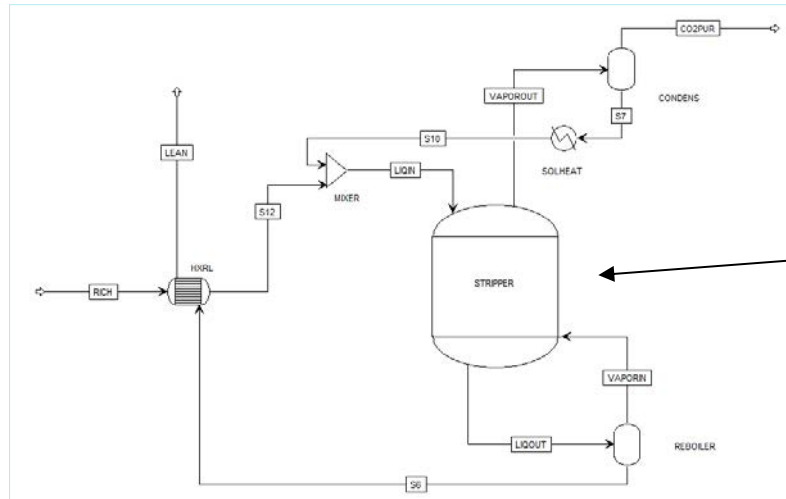 CO2PUR
VAPOROUT
CONDENS
S7
S10
SOLHEAT
LEAN
LIQIN
MIXER
S12
HXRL
RICH
STRIPPER
VAPORIN
LIQOUT
REBOILER
S6